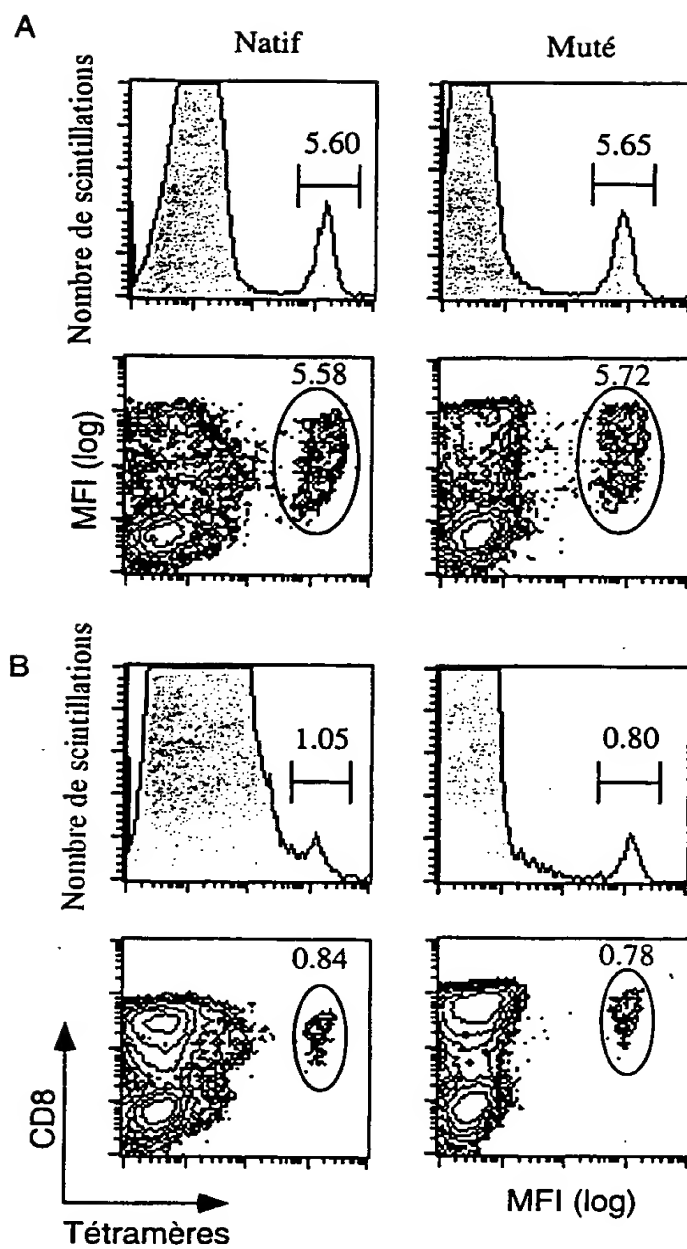 A
Natif
Muté
Nombre de scintillations
5.60
5.65
MFI (log)
5.58
5.72
B
Nombre de scintillations
1.05
0.80
CD8
0.84
0.78
Tétramères
MFI (log)